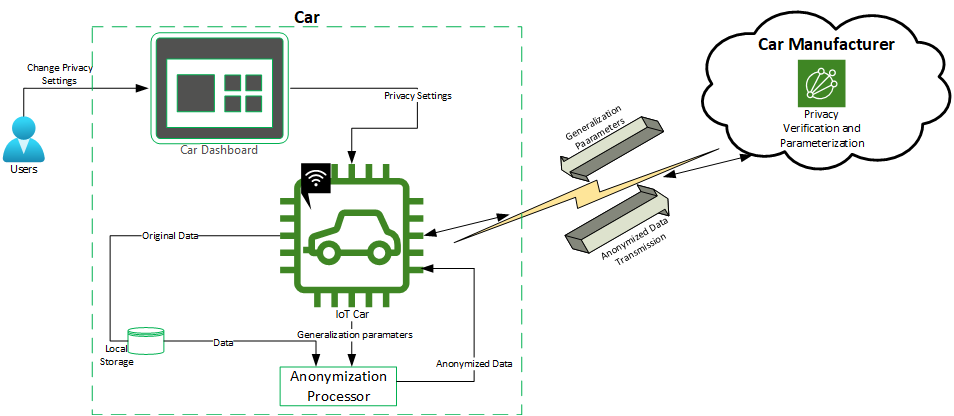 Car
Change Privacy
Settings
Users
Car Dashboard
Privacy Settings
Original Data
IoT Car
Generalization paramaters
Local
Storage
Data
Anonymization
Processor
Anonymized Data
Generalization
Paarameters
Anonymized Data
Transmission
Car Manufacturer
Privacy
Verification and
Parameterization